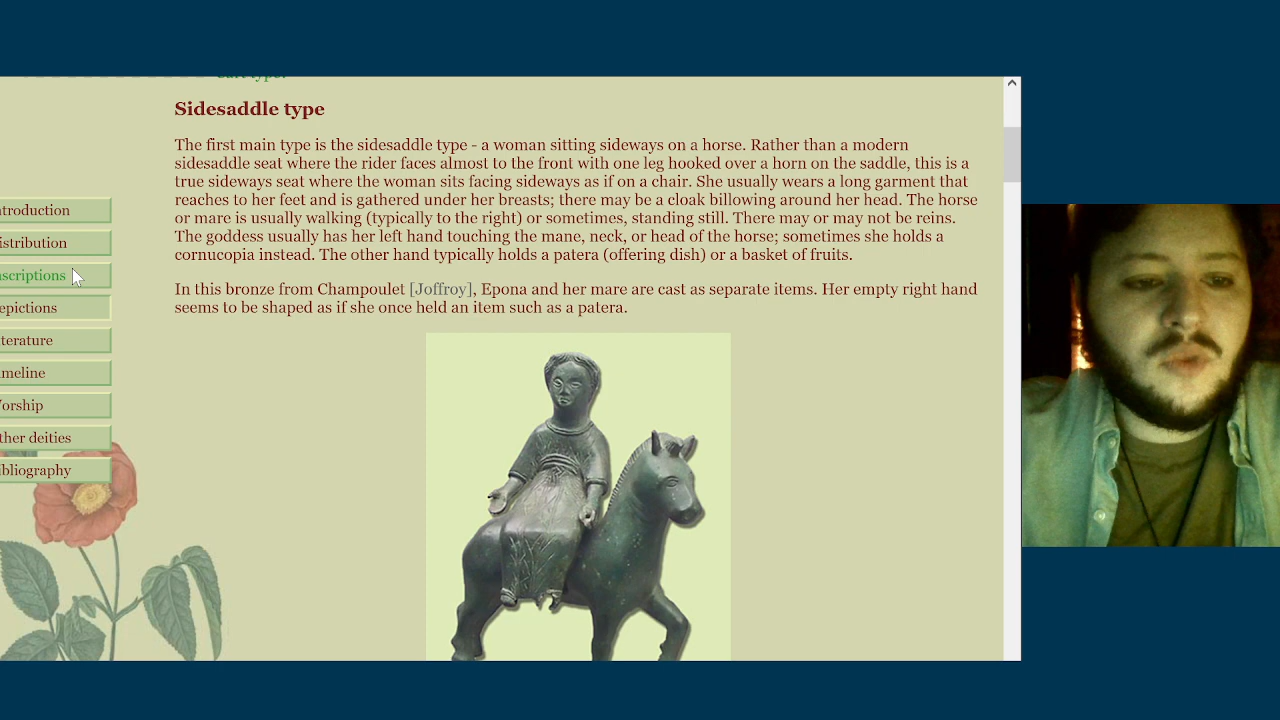 Sidesaddle type
The first main type is the sidesaddle type - a woman sitting sideways on a horse. Rather than a modern
sidesaddle seat where the rider faces almost to the front with one leg hooked over a horn on the saddle, this is a
true sideways seat where the woman sits facing sideways as if on a chair. She usually wears a long garment that
reaches to her feet and is gathered under her breasts; there may be a cloak billowing around her head. The horse
or mare is usually walking (typically to the right) or sometimes, standing still. There may or may not be reins.
The goddess usually has her left hand touching the mane, neck, or head of the horse; sometimes she holds a
cornucopia instead. The other hand typically holds a patera (offering dish) or a basket of fruits.
In this bronze from Champoulet [Joffroy], Epona and her mare are cast as separate items. Her empty right hand
seems to be shaped as if she once held an item such as a patera.
ntroduction
istribution
nscriptions
epictions
iterature
imeline
orship
ther deities
ibliography